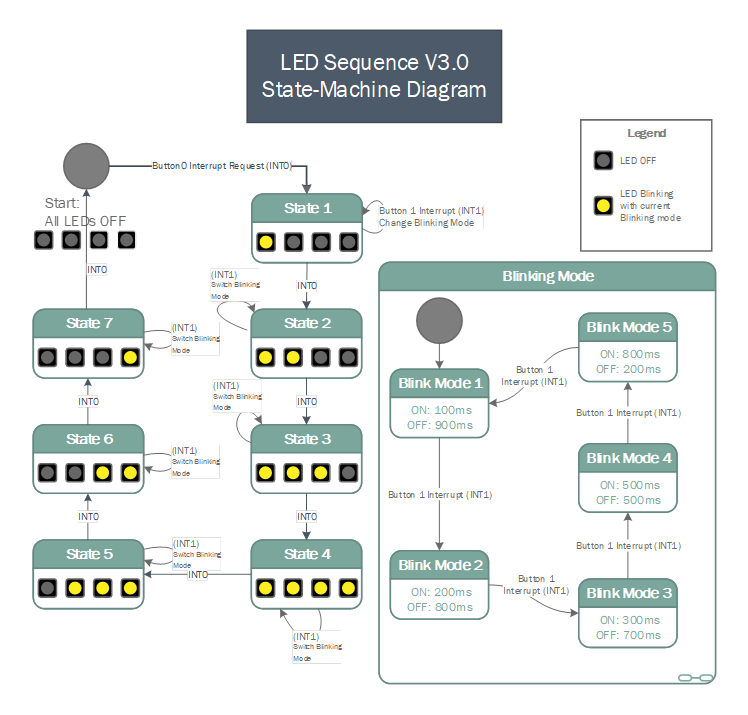 LED Sequence V3.0
State-Machine Diagram
Legend
LED OFF
LED Blinking
with current
Blinking mode
Button0 Interrupt Request (INT0)
Start:
All LEDs OFF
INT0
State 1
Button 1 Interrupt (INT1)
Change Blinking Mode
INT0
(INT1)
Switch Blinking
Mode
State 2
INT0
(INT1)
Switch Blinking
Mode
State 3
INT0
State 4
(INT1)
Switch Blinking
Mode
INT0
State 5
(INT1)
Switch Blinking
Mode
INT0
State 6
(INT1)
Switch Blinking
Mode
INT0
State 7
(INT1)
Switch Blinking
Mode
Blinking Mode
Blink Mode 1
ON: 100ms
OFF: 900ms
Button 1 Interrupt (INT1)
Blink Mode 2
ON: 200ms
OFF: 800ms
Button 1
Interrupt (INT1)
Blink Mode 3
ON: 300ms
OFF: 700ms
Button 1 Interrupt (INT1)
Blink Mode 4
ON: 500ms
OFF: 500ms
Button 1 Interrupt (INT1)
Blink Mode 5
ON: 800ms
OFF: 200ms
Button 1
Interrupt (INT1)